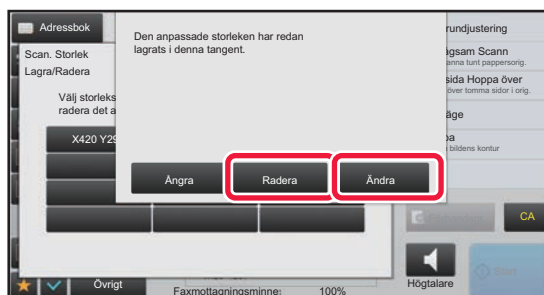 Adressbok
Scan. Storlek
Lagra/Radera
Välj storleks
radera det a
X420 Y29
Den anpassade storleken har redan
lagrats i denna tangent.
Ångra
Radera
Ändra
rundjustering
gsam Scann
anna tunt pappersorig.
sida Hoppa över
över tomma sidor i orig.
äge
pa
bildens kontur
CA
Högtalare
Start
Övrigt
Faxmottagningsminne:
100%